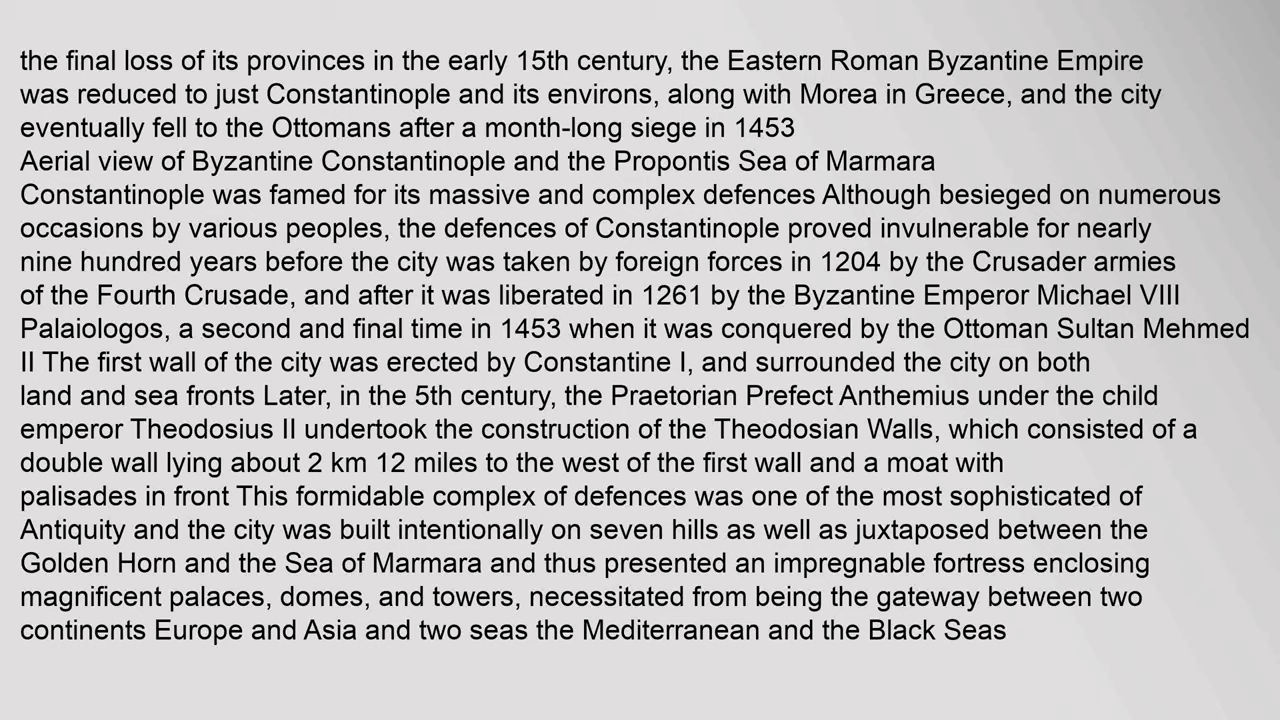 the final loss of its provinces in the early 15th century, the Eastern Roman Byzantine Empire
was reduced to just Constantinople and its environs, along with Morea in Greece, and the city
eventually fell to the Ottomans after a month-long siege in 1453
Aerial view of Byzantine Constantinople and the Propontis Sea of Marmara
Constantinople was famed for its massive and complex defences Although besieged on numerous
occasions by various peoples, the defences of Constantinople proved invulnerable for nearly
nine hundred years before the city was taken by foreign forces in 1204 by the Crusader armies
of the Fourth Crusade, and after it was liberated in 1261 by the Byzantine Emperor Michael VIII
Palaiologos, a second and final time in 1453 when it was conquered by the Ottoman Sultan Mehmed
II The first wall of the city was erected by Constantine I, and surrounded the city on both
land and sea fronts Later, in the 5th century, the Praetorian Prefect Anthemius under the child
emperor Theodosius II undertook the construction of the Theodosian Walls, which consisted of a
double wall lying about 2 km 12 miles to the west of the first wall and a moat with
palisades in front This formidable complex of defences was one of the most sophisticated of
Antiquity and the city was built intentionally on seven hills as well as juxtaposed between the
Golden Horn and the Sea of Marmara and thus presented an impregnable fortress enclosing
magnificent palaces, domes, and towers, necessitated from being the gateway between two
continents Europe and Asia and two seas the Mediterranean and the Black Seas